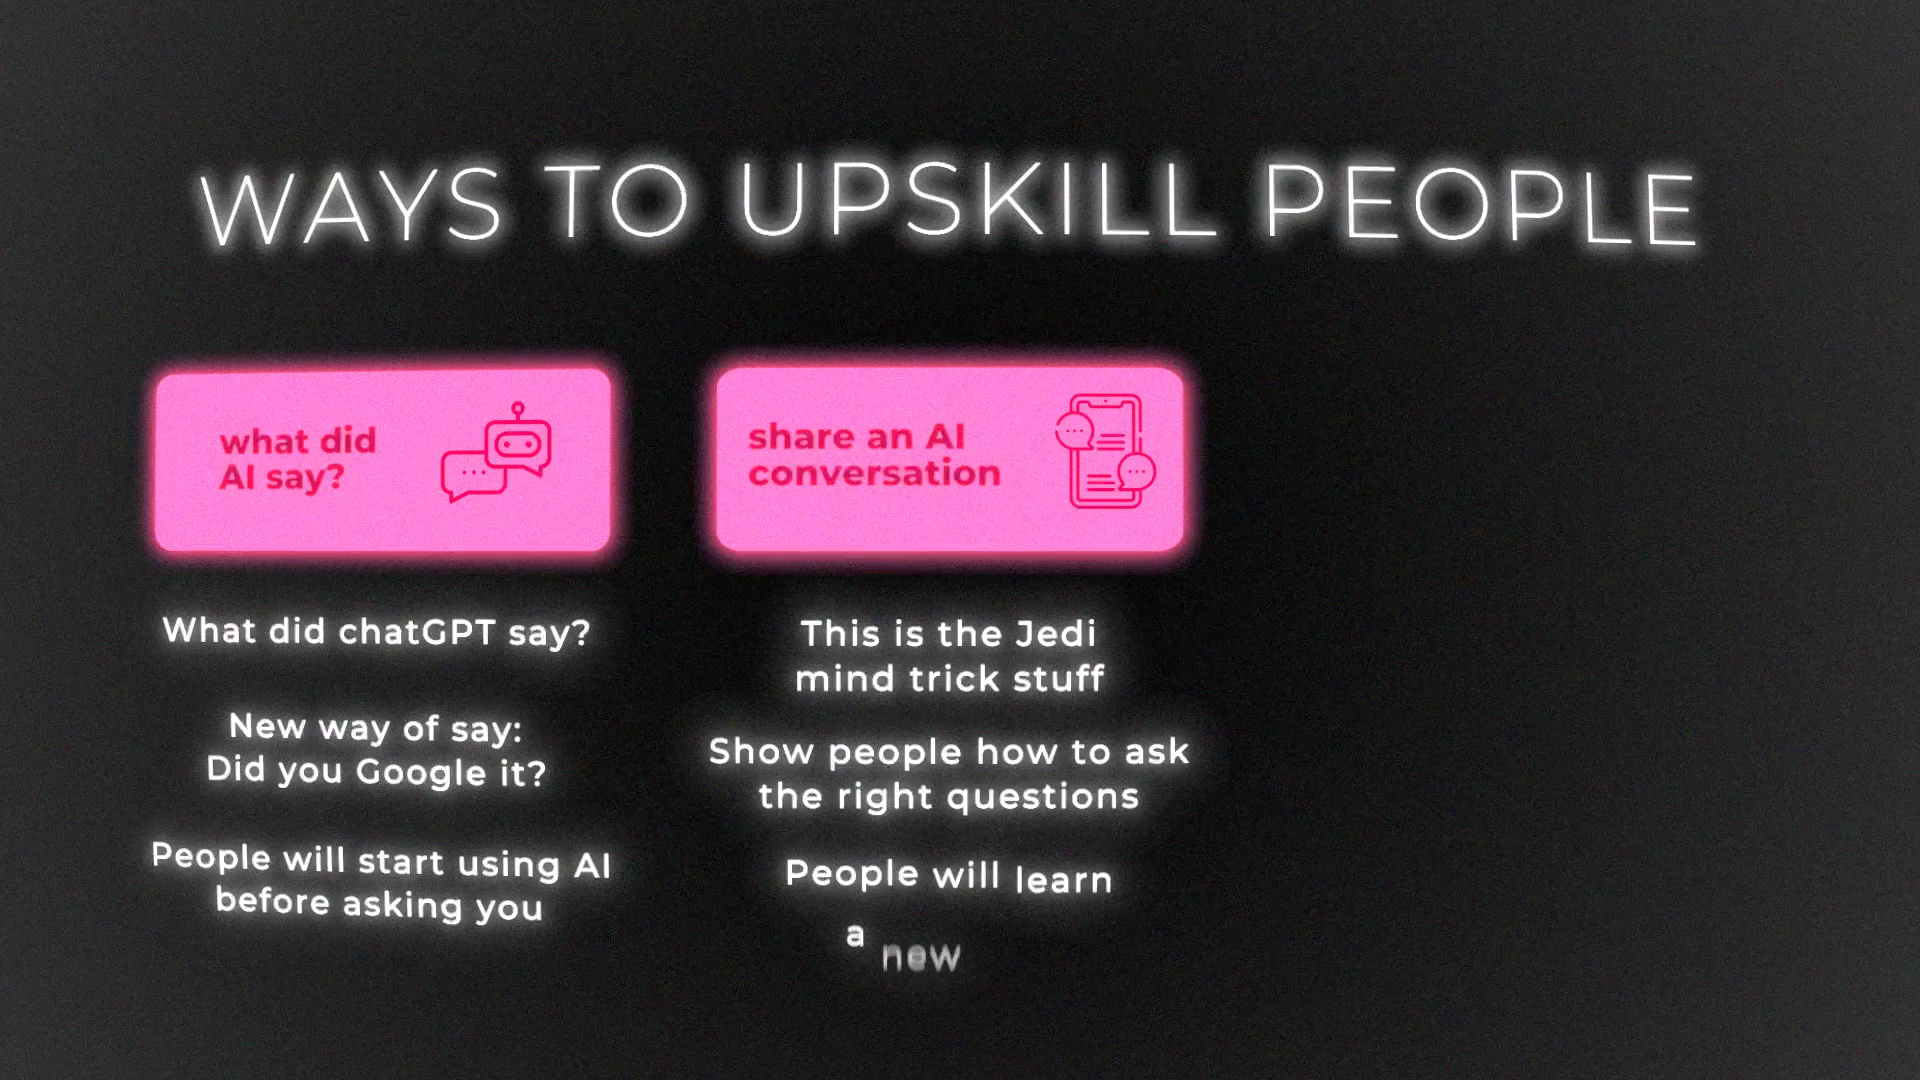 WAYS TO UPSKILL PEOPLE
what did
AI say?
What did chatGPT say?
New way of say:
Did you Google it?
People will start using AI
before asking you
share an AI
conversation
This is the Jedi
mind trick stuff
Show people how to ask
the right questions
People will learn
a new